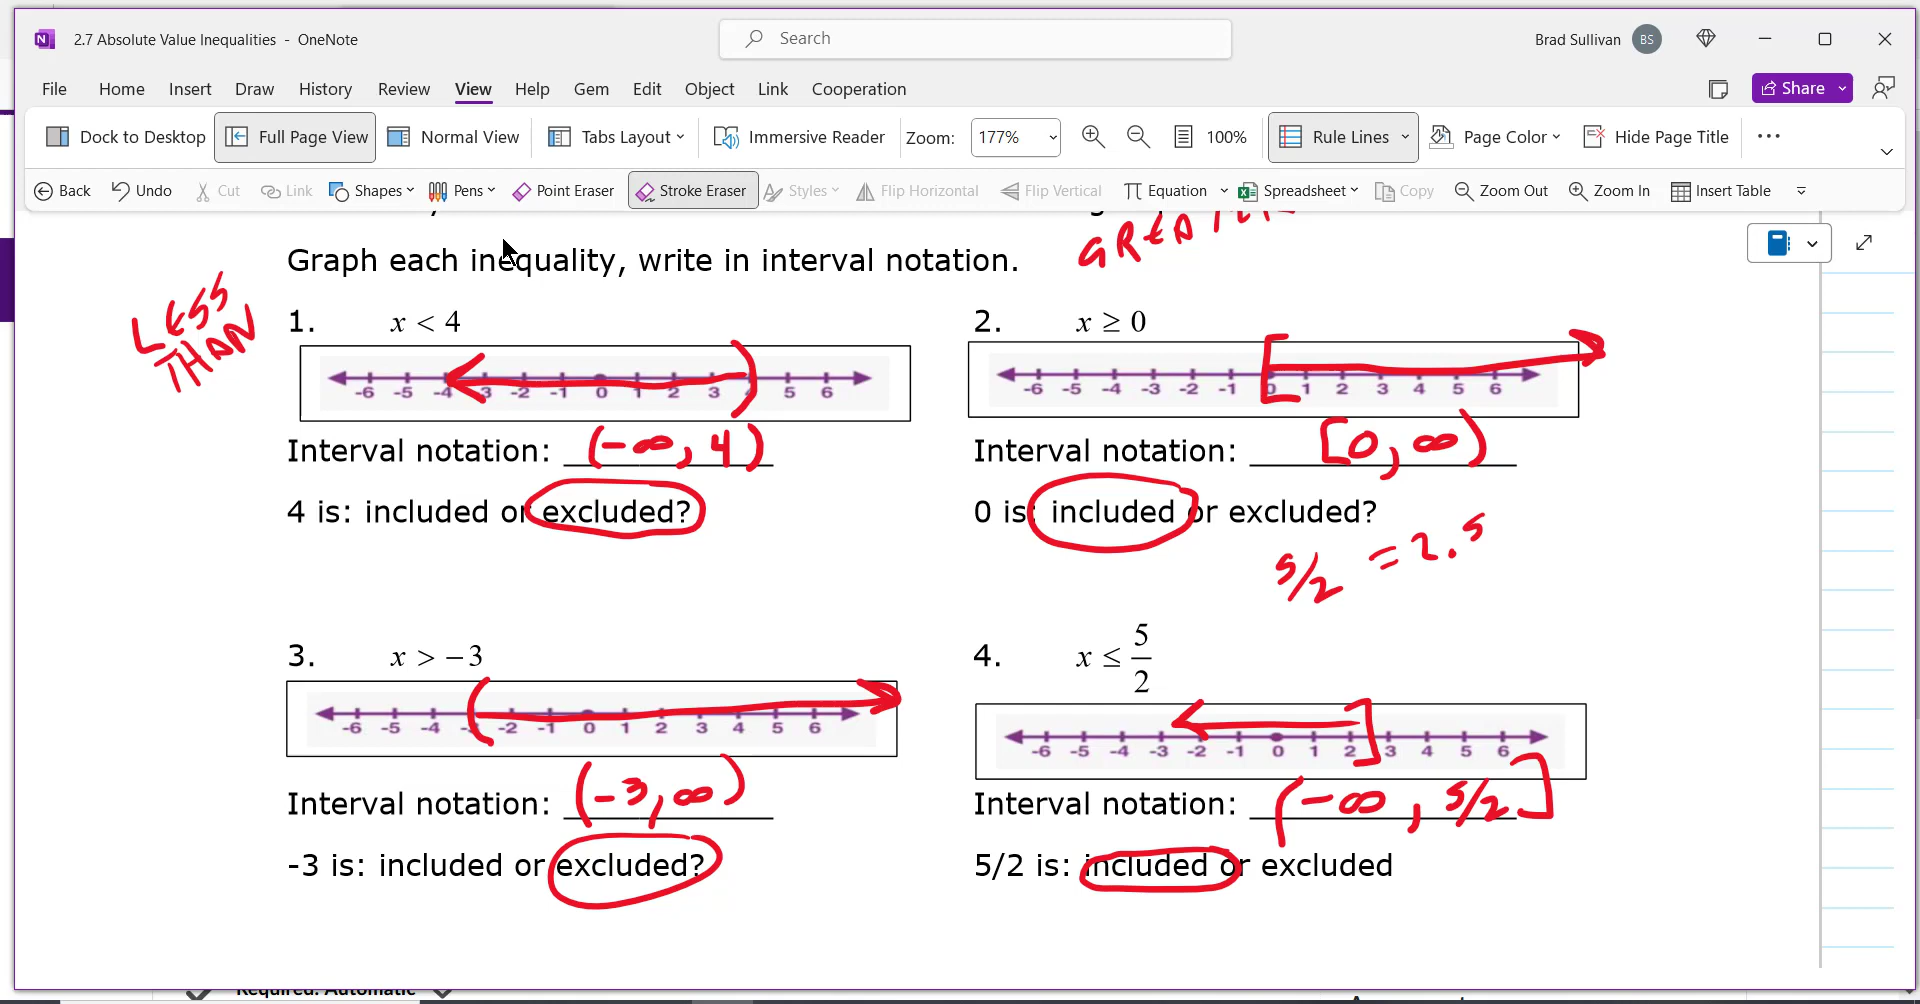 2.7 Absolute Value Inequalities - OneNote
Search
Brad Sullivan BS
File Home Insert Draw History Review View Help Gem Edit Object Link Cooperation Share
Dock to Desktop Full Page View Normal View Tabs Layout Immersive Reader Zoom: 177% 100% Rule Lines Page Color Hide Page Title
Back Undo Cut Link Shapes Pens Point Eraser Stroke Eraser Styles Flip Horizontal Flip Vertical Equation Spreadsheet Copy Zoom Out Zoom In Insert Table
Graph each inequality, write in interval notation.
LESS
THAN
1. x < 4
-6 -5 -4 3 -2 -1 0 1 2 3 5 6
Interval notation: (-∞, 4)
4 is: included or excluded?
2. x ≥ 0
-6 -5 -4 -3 -2 -1 0 1 2 3 4 5 6
Interval notation: [0, ∞)
0 is: included or excluded?
5/2 = 2.5
3. x > −3
-6 -5 -4 -2 -1 0 1 2 3 4 5 6
Interval notation: (-3, ∞)
-3 is: included or excluded?
4. x ≤ 5/2
-6 -5 -4 -3 -2 -1 0 1 2 3 4 5 6
Interval notation: (-∞, 5/2]
5/2 is: included or excluded
Required: Automatic